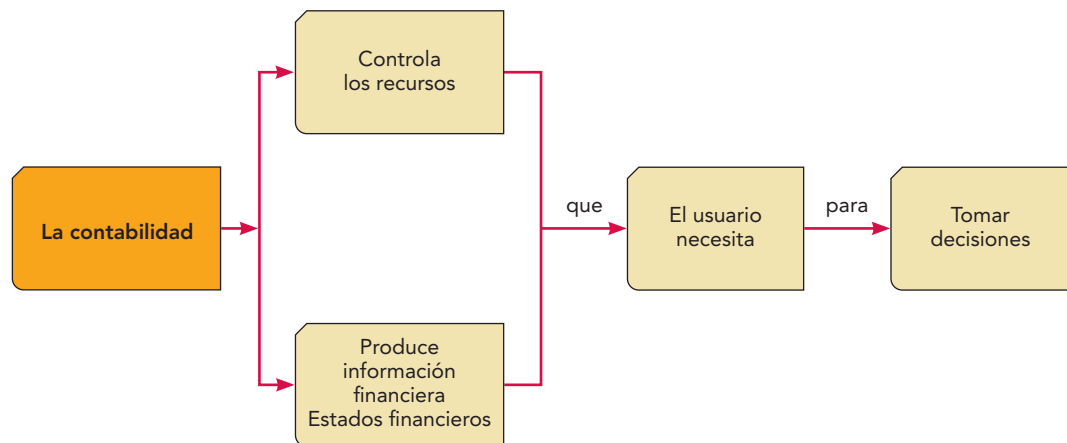 La contabilidad
Controla
los recursos
Produce
información
financiera
Estados financieros
que
El usuario
necesita
para
Tomar
decisiones